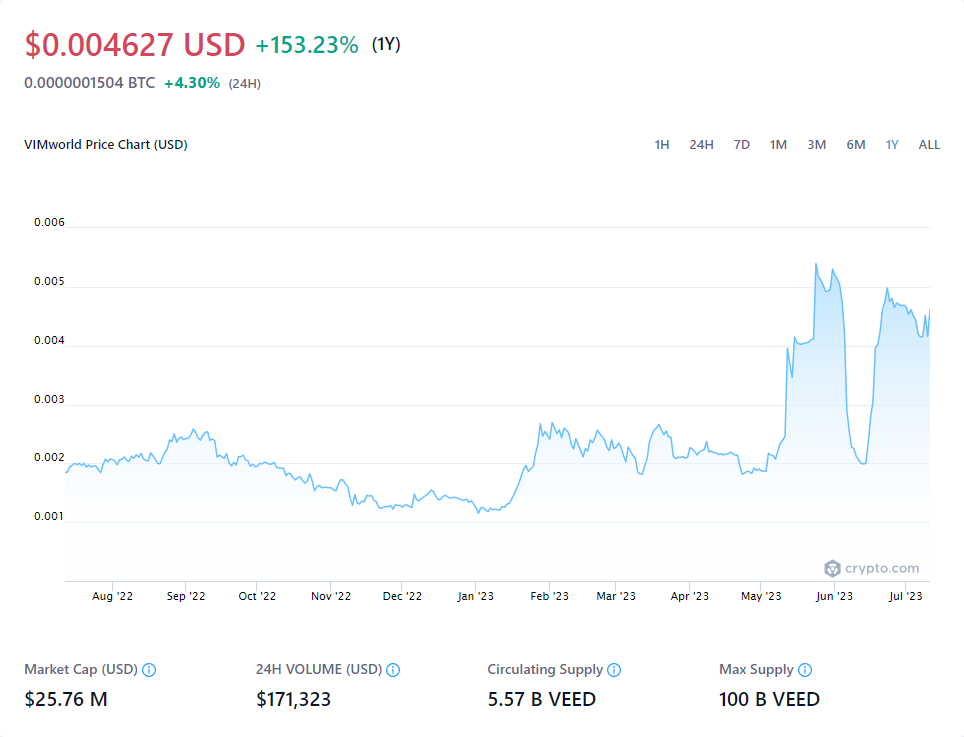 $0.004627 USD +153.23% (1Y)
0.0000001504 BTC +4.30% (24H)
VIMworld Price Chart (USD) 1H 24H 7D 1M 3M 6M 1Y ALL
0.006
0.005
0.004
0.003
0.002
0.001
crypto.com
Aug '22 Sep '22 Oct '22 Nov '22 Dec '22 Jan '23 Feb '23 Mar '23 Apr '23 May '23 Jun '23 Jul '23
Market Cap (USD) 24H VOLUME (USD) Circulating Supply Max Supply
$25.76 M $171,323 5.57 B VEED 100 B VEED